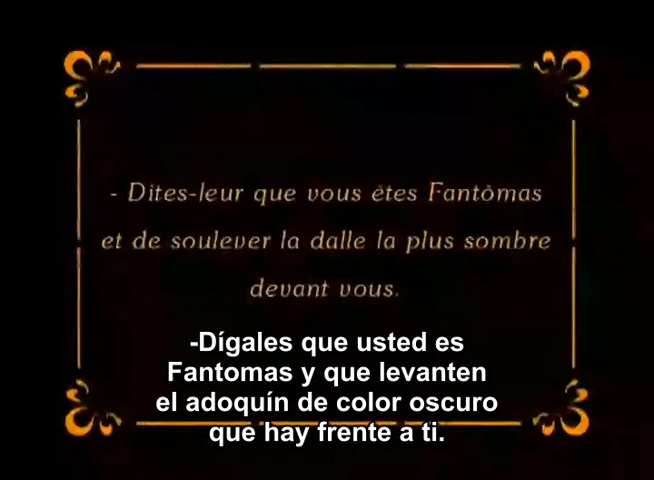 - Dites-leur que vous êtes Fantômas
et de soulever la dalle la plus sombre
devant vous.
-Dígales que usted es
Fantomas y que levanten
el adoquín de color oscuro
que hay frente a ti.